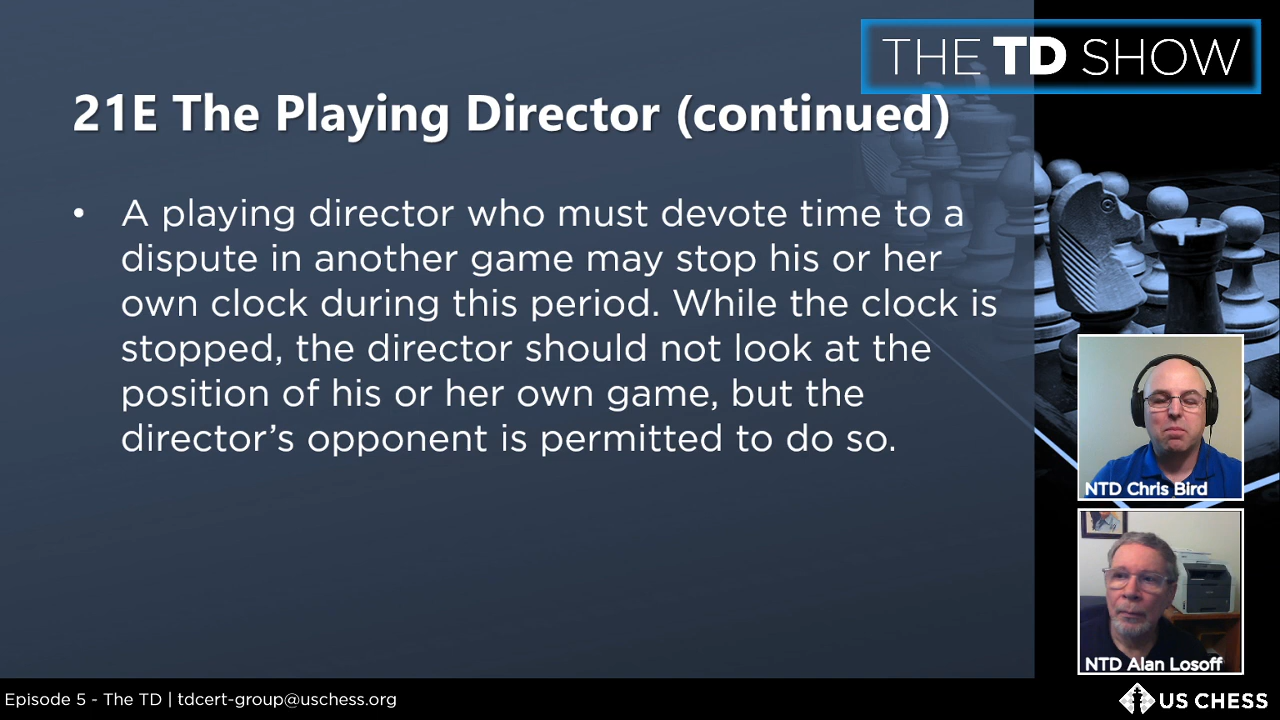 THE TD SHOW
21E The Playing Director (continued)
• A playing director who must devote time to a
dispute in another game may stop his or her
own clock during this period. While the clock is
stopped, the director should not look at the
position of his or her own game, but the
director’s opponent is permitted to do so.
NTD Chris Bird
NTD Alan Losoff
Episode 5 - The TD | tdcert-group@uschess.org
US CHESS